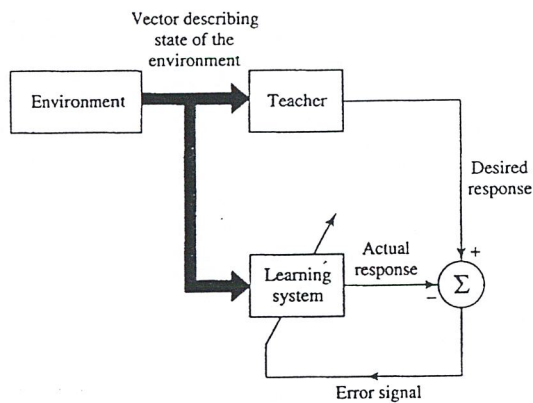 Vector describing
state of the
environment
Environment
Teacher
Desired
response
+
Actual
response
Learning
system
−
Σ
Error signal